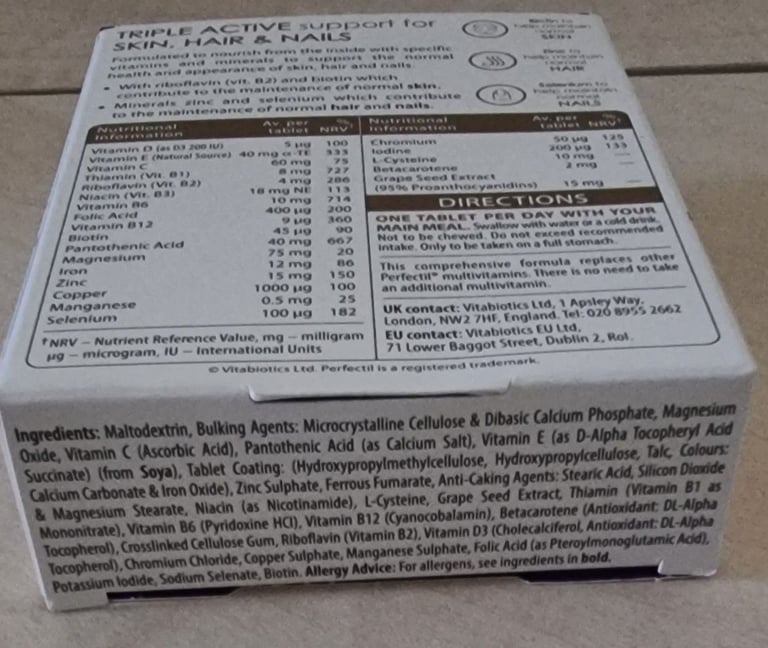 TRIPLE ACTIVE support for
SKIN, HAIR & NAILS
Formulated to nourish from the inside with specific
vitamins and minerals to support the normal
health and appearance of skin, hair and nails.
• With riboflavin (vit. B2) and biotin which
contribute to the maintenance of normal skin.
• Minerals zinc and selenium which contribute
to the maintenance of normal hair and nails.
Biotin to
help maintain
normal
SKIN
Zinc to
help maintain
normal
HAIR
Selenium to
help maintain
normal
NAILS
Nutritional Information Av. per tablet % NRV†
Vitamin D (as D3 200 IU) 5 µg 100
Vitamin E (Natural Source) 40 mg α-TE 333
Vitamin C 60 mg 75
Thiamin (Vit. B1) 8 mg 727
Riboflavin (Vit. B2) 4 mg 286
Niacin (Vit. B3) 18 mg NE 113
Vitamin B6 10 mg 714
Folic Acid 400 µg 200
Vitamin B12 9 µg 360
Biotin 45 µg 90
Pantothenic Acid 40 mg 667
Magnesium 75 mg 20
Iron 12 mg 86
Zinc 15 mg 150
Copper 1000 µg 100
Manganese 0.5 mg 25
Selenium 100 µg 182
Nutritional Information Av. per tablet % NRV†
Chromium 50 µg 125
Iodine 200 µg 133
L-Cysteine 10 mg —
Betacarotene 2 mg —
Grape Seed Extract
(95% Proanthocyanidins) 15 mg —
DIRECTIONS
ONE TABLET PER DAY WITH YOUR
MAIN MEAL. Swallow with water or a cold drink.
Not to be chewed. Do not exceed recommended
intake. Only to be taken on a full stomach.
This comprehensive formula replaces other
Perfectil® multivitamins. There is no need to take
an additional multivitamin.
UK contact: Vitabiotics Ltd, 1 Apsley Way,
London, NW2 7HF, England. Tel: 020 8955 2662
EU contact: Vitabiotics EU Ltd,
71 Lower Baggot Street, Dublin 2, RoI.
†NRV – Nutrient Reference Value, mg – milligram
µg – microgram, IU – International Units
© Vitabiotics Ltd. Perfectil is a registered trademark.
Ingredients: Maltodextrin, Bulking Agents: Microcrystalline Cellulose & Dibasic Calcium Phosphate, Magnesium
Oxide, Vitamin C (Ascorbic Acid), Pantothenic Acid (as Calcium Salt), Vitamin E (as D-Alpha Tocopheryl Acid
Succinate) (from Soya), Tablet Coating: (Hydroxypropylmethylcellulose, Hydroxypropylcellulose, Talc, Colours:
Calcium Carbonate & Iron Oxide), Zinc Sulphate, Ferrous Fumarate, Anti-Caking Agents: Stearic Acid, Silicon Dioxide
& Magnesium Stearate, Niacin (as Nicotinamide), L-Cysteine, Grape Seed Extract, Thiamin (Vitamin B1 as
Mononitrate), Vitamin B6 (Pyridoxine HCl), Vitamin B12 (Cyanocobalamin), Betacarotene (Antioxidant: DL-Alpha
Tocopherol), Crosslinked Cellulose Gum, Riboflavin (Vitamin B2), Vitamin D3 (Cholecalciferol, Antioxidant: DL-Alpha
Tocopherol), Chromium Chloride, Copper Sulphate, Manganese Sulphate, Folic Acid (as Pteroylmonoglutamic Acid),
Potassium Iodide, Sodium Selenate, Biotin. Allergy Advice: For allergens, see ingredients in bold.